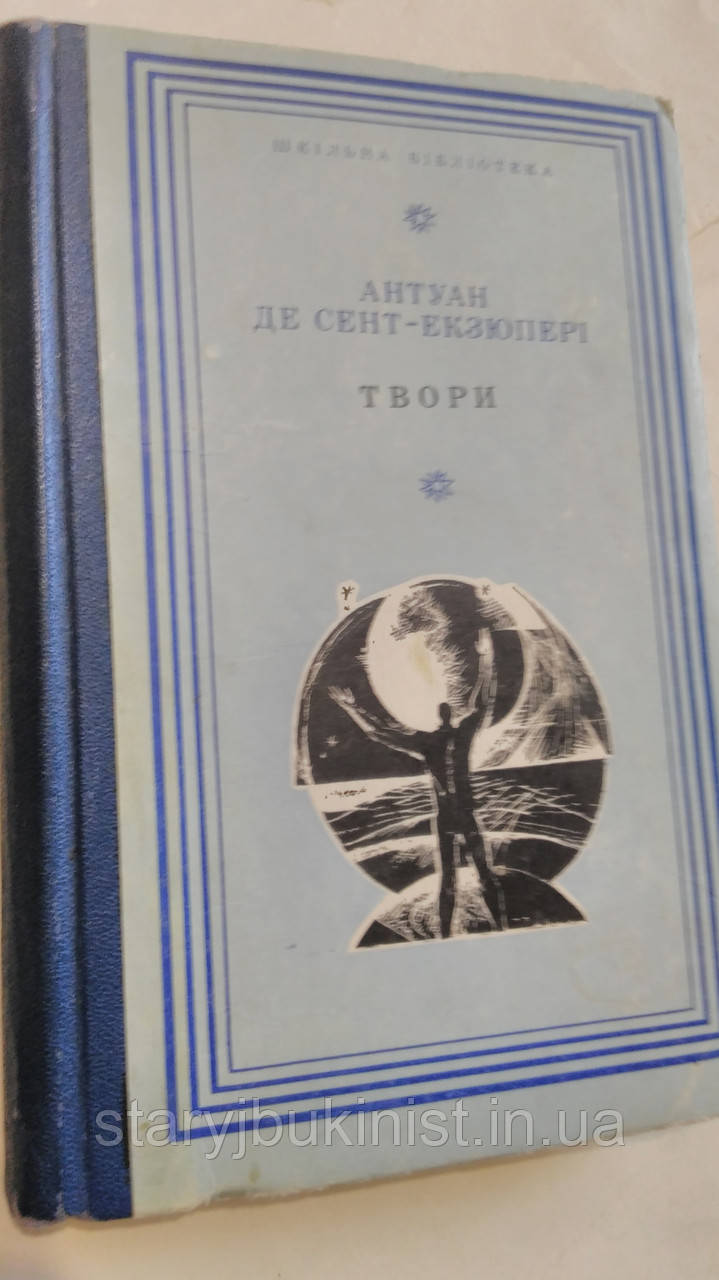 ШКІЛЬНА БІБЛІОТЕКА
АНТУАН
ДЕ СЕНТ-ЕКЗЮПЕРІ
ТВОРИ
staryjbukinist.in.ua